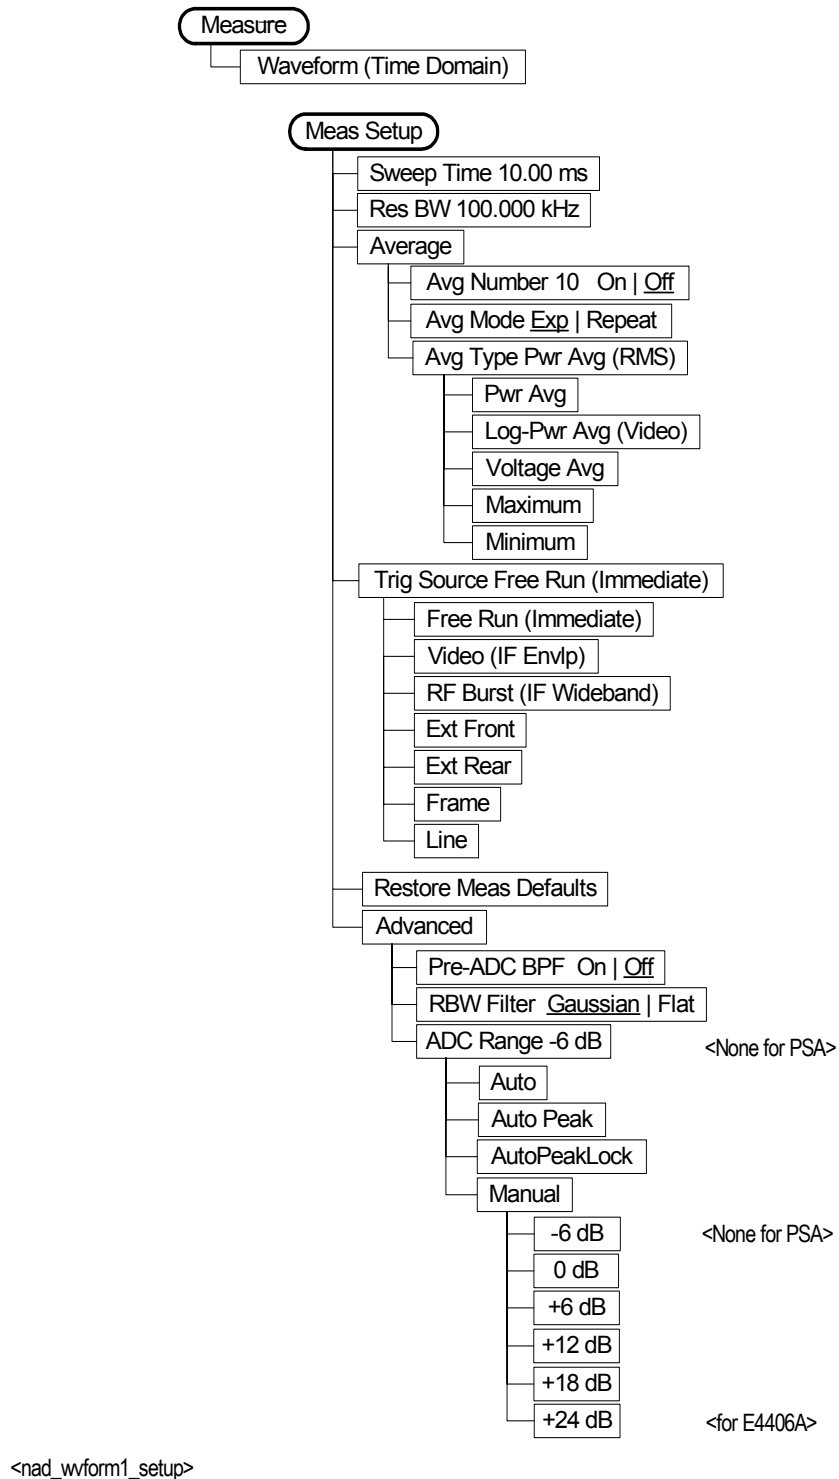 Measure
Waveform (Time Domain)
Meas Setup
Sweep Time 10.00 ms
Res BW 100.000 kHz
Average
Avg Number 10 On | Off
Avg Mode Exp | Repeat
Avg Type Pwr Avg (RMS)
Pwr Avg
Log-Pwr Avg (Video)
Voltage Avg
Maximum
Minimum
Trig Source Free Run (Immediate)
Free Run (Immediate)
Video (IF Envlp)
RF Burst (IF Wideband)
Ext Front
Ext Rear
Frame
Line
Restore Meas Defaults
Advanced
Pre-ADC BPF On | Off
RBW Filter Gaussian | Flat
ADC Range -6 dB <None for PSA>
Auto
Auto Peak
AutoPeakLock
Manual
-6 dB <None for PSA>
0 dB
+6 dB
+12 dB
+18 dB
+24 dB <for E4406A>
<nad_wvform1_setup>